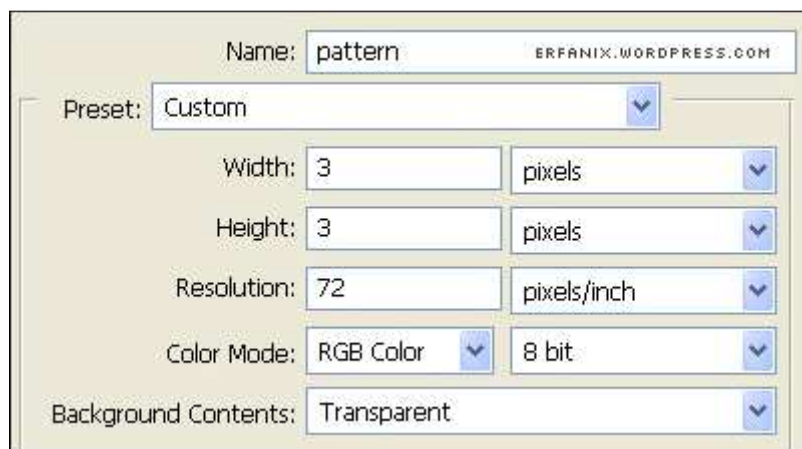 Name: pattern ERFANIX.WORDPRESS.COM
Preset: Custom
Width: 3 pixels
Height: 3 pixels
Resolution: 72 pixels/inch
Color Mode: RGB Color 8 bit
Background Contents: Transparent